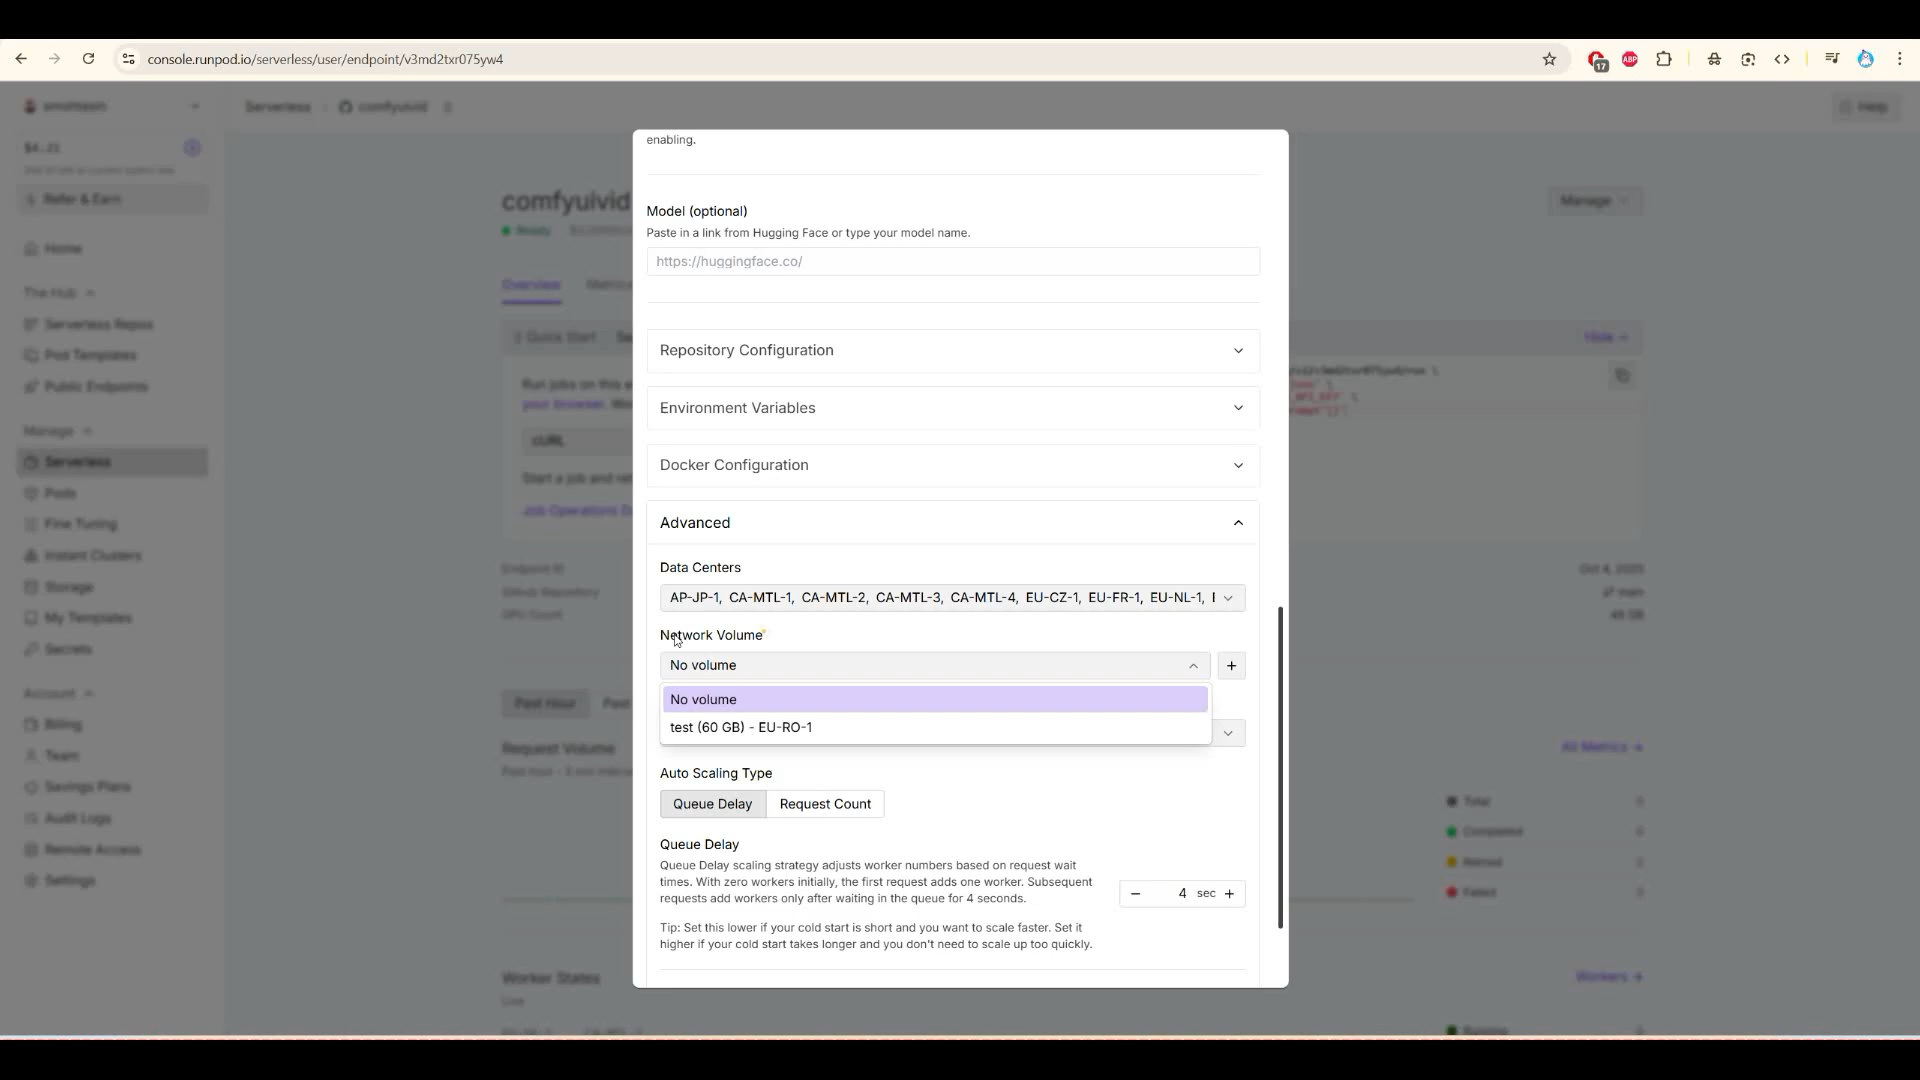 console.runpod.io/serverless/user/endpoint/v3md2txr075yw4
17
ABP
Serverless
comfyuivid
Help
$4.21
Refer & Earn
Home
The Hub
Serverless Repos
Pod Templates
Public Endpoints
Manage
Serverless
Pods
Fine Tuning
Instant Clusters
Storage
My Templates
Secrets
Account
Billing
Team
Savings Plans
Audit Logs
Remote Access
Settings
comfyuivid
Manage
Ready
Overview
Metrics
Quick Start
Hide
Run jobs on this
your browser.
cURL
Start a job and
Job Operations
Endpoint ID
Oct 4, 2025
Github Repository
main
GPU Count
48 GB
Past Hour
Past
Request Volume
All Metrics
Total
Completed
Retried
Failed
Worker States
Workers
Live
Running
enabling.
Model (optional)
Paste in a link from Hugging Face or type your model name.
https://huggingface.co/
Repository Configuration
Environment Variables
Docker Configuration
Advanced
Data Centers
AP-JP-1, CA-MTL-1, CA-MTL-2, CA-MTL-3, CA-MTL-4, EU-CZ-1, EU-FR-1, EU-NL-1,
Network Volume
No volume
No volume
test (60 GB) - EU-RO-1
Auto Scaling Type
Queue Delay
Request Count
Queue Delay
Queue Delay scaling strategy adjusts worker numbers based on request wait
times. With zero workers initially, the first request adds one worker. Subsequent
requests add workers only after waiting in the queue for 4 seconds.
4 sec
Tip: Set this lower if your cold start is short and you want to scale faster. Set it
higher if your cold start takes longer and you don't need to scale up too quickly.